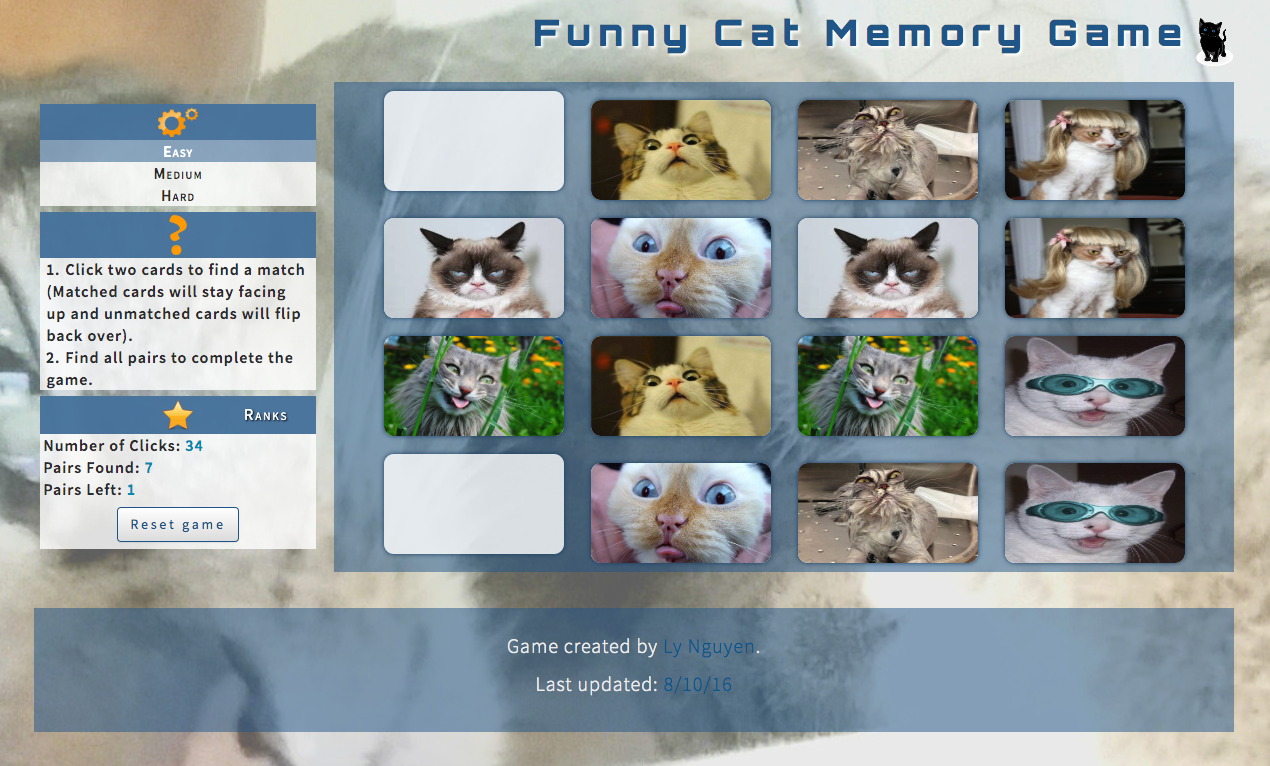 Funny Cat Memory Game
Easy
Medium
Hard
1. Click two cards to find a match
(Matched cards will stay facing
up and unmatched cards will flip
back over).
2. Find all pairs to complete the
game.
Ranks
Number of Clicks: 34
Pairs Found: 7
Pairs Left: 1
Reset game
Game created by Ly Nguyen.
Last updated: 8/10/16